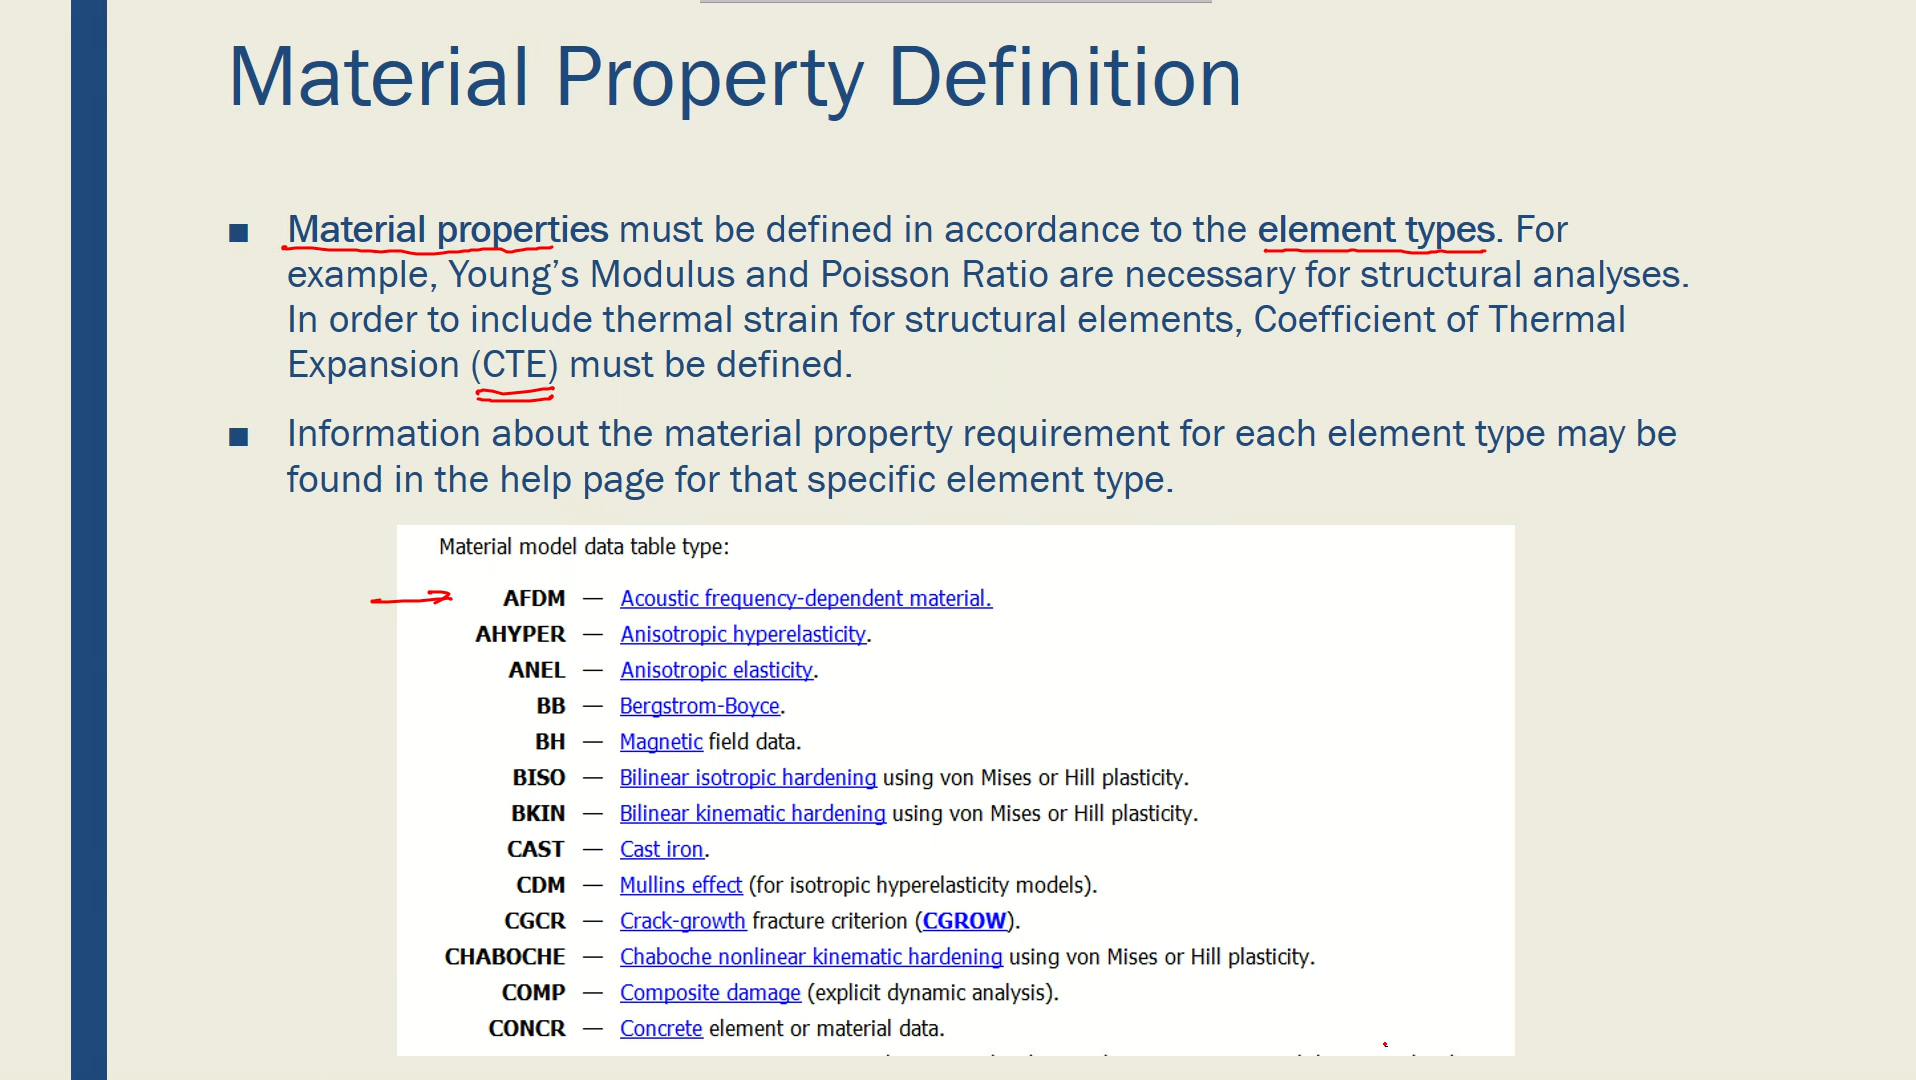 Material Property Definition
Material properties must be defined in accordance to the element types. For
example, Young’s Modulus and Poisson Ratio are necessary for structural analyses.
In order to include thermal strain for structural elements, Coefficient of Thermal
Expansion (CTE) must be defined.
Information about the material property requirement for each element type may be
found in the help page for that specific element type.
Material model data table type:
AFDM — Acoustic frequency-dependent material.
AHYPER — Anisotropic hyperelasticity.
ANEL — Anisotropic elasticity.
BB — Bergstrom-Boyce.
BH — Magnetic field data.
BISO — Bilinear isotropic hardening using von Mises or Hill plasticity.
BKIN — Bilinear kinematic hardening using von Mises or Hill plasticity.
CAST — Cast iron.
CDM — Mullins effect (for isotropic hyperelasticity models).
CGCR — Crack-growth fracture criterion (CGROW).
CHABOCHE — Chaboche nonlinear kinematic hardening using von Mises or Hill plasticity.
COMP — Composite damage (explicit dynamic analysis).
CONCR — Concrete element or material data.